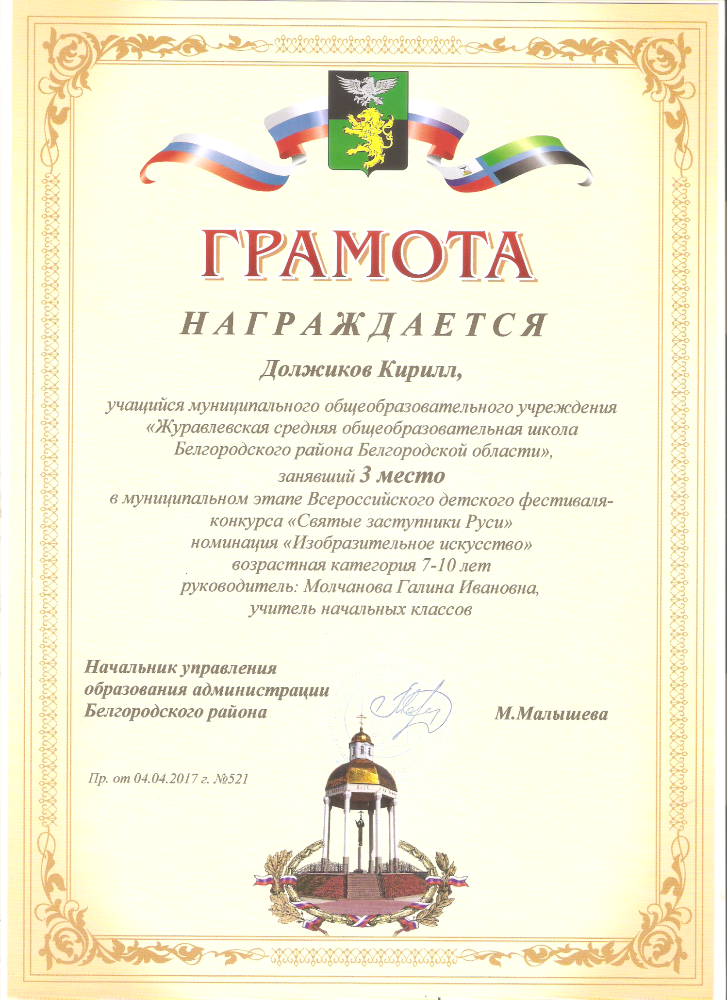 ГРАМОТА
НАГРАЖДАЕТСЯ
Должиков Кирилл,
учащийся муниципального общеобразовательного учреждения
«Журавлевская средняя общеобразовательная школа
Белгородского района Белгородской области»,
занявший 3 место
в муниципальном этапе Всероссийского детского фестиваля-
конкурса «Святые заступники Руси»
номинация «Изобразительное искусство»
возрастная категория 7-10 лет
руководитель: Молчанова Галина Ивановна,
учитель начальных классов
Начальник управления
образования администрации
Белгородского района
М.Малышева
Пр. от 04.04.2017 г. №521